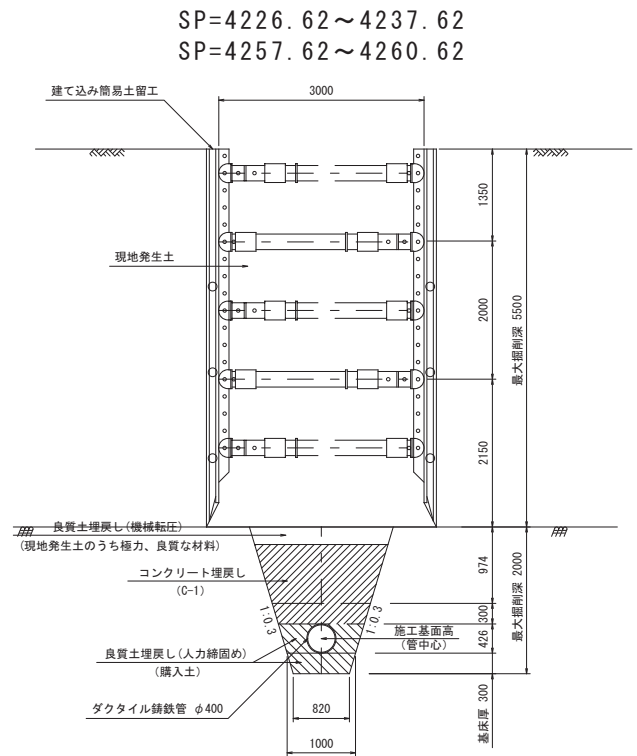 SP=4226.62～4237.62
SP=4257.62～4260.62
建て込み簡易土留工
3000
1350
現地発生土
2000
最大掘削深 5500
2150
良質土埋戻し(機械転圧)
(現地発生土のうち極力、良質な材料)
974
コンクリート埋戻し
(C-1)
最大掘削深 2000
300
1:0.3
1:0.3
施工基面高
(管中心)
426
良質土埋戻し(人力締固め)
(購入土)
ダクタイル鋳鉄管 φ400
820
基床厚 300
1000